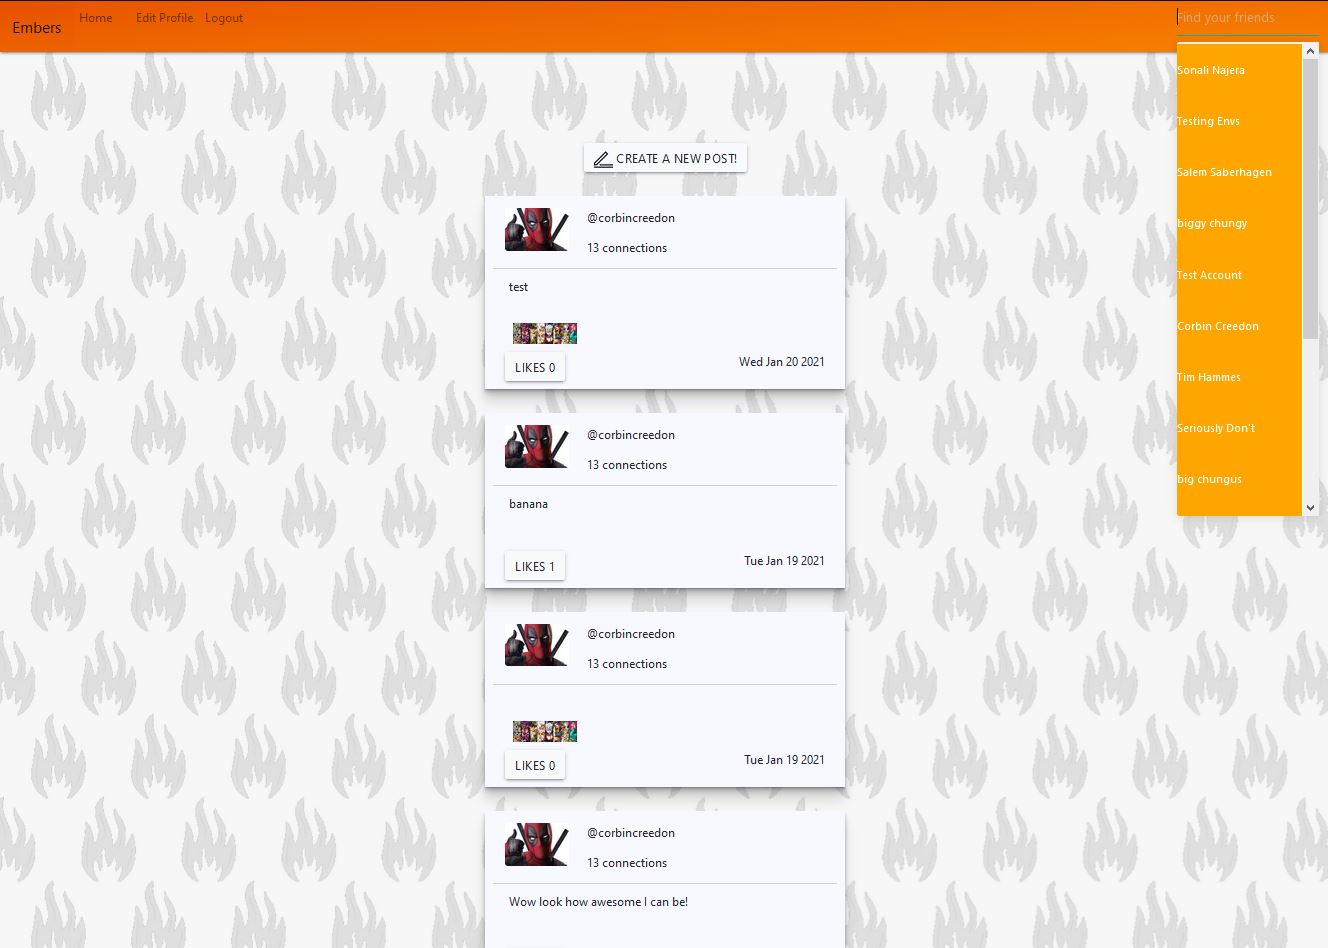 Embers
Home
Edit Profile
Logout
Find your friends
Sonali Najera
Testing Envs
Salem Saberhagen
biggy chungy
Test Account
Corbin Creedon
Tim Hammes
Seriously Don't
big chungus
CREATE A NEW POST!
@corbincreedon
13 connections
test
LIKES 0
Wed Jan 20 2021
@corbincreedon
13 connections
banana
LIKES 1
Tue Jan 19 2021
@corbincreedon
13 connections
LIKES 0
Tue Jan 19 2021
@corbincreedon
13 connections
Wow look how awesome I can be!